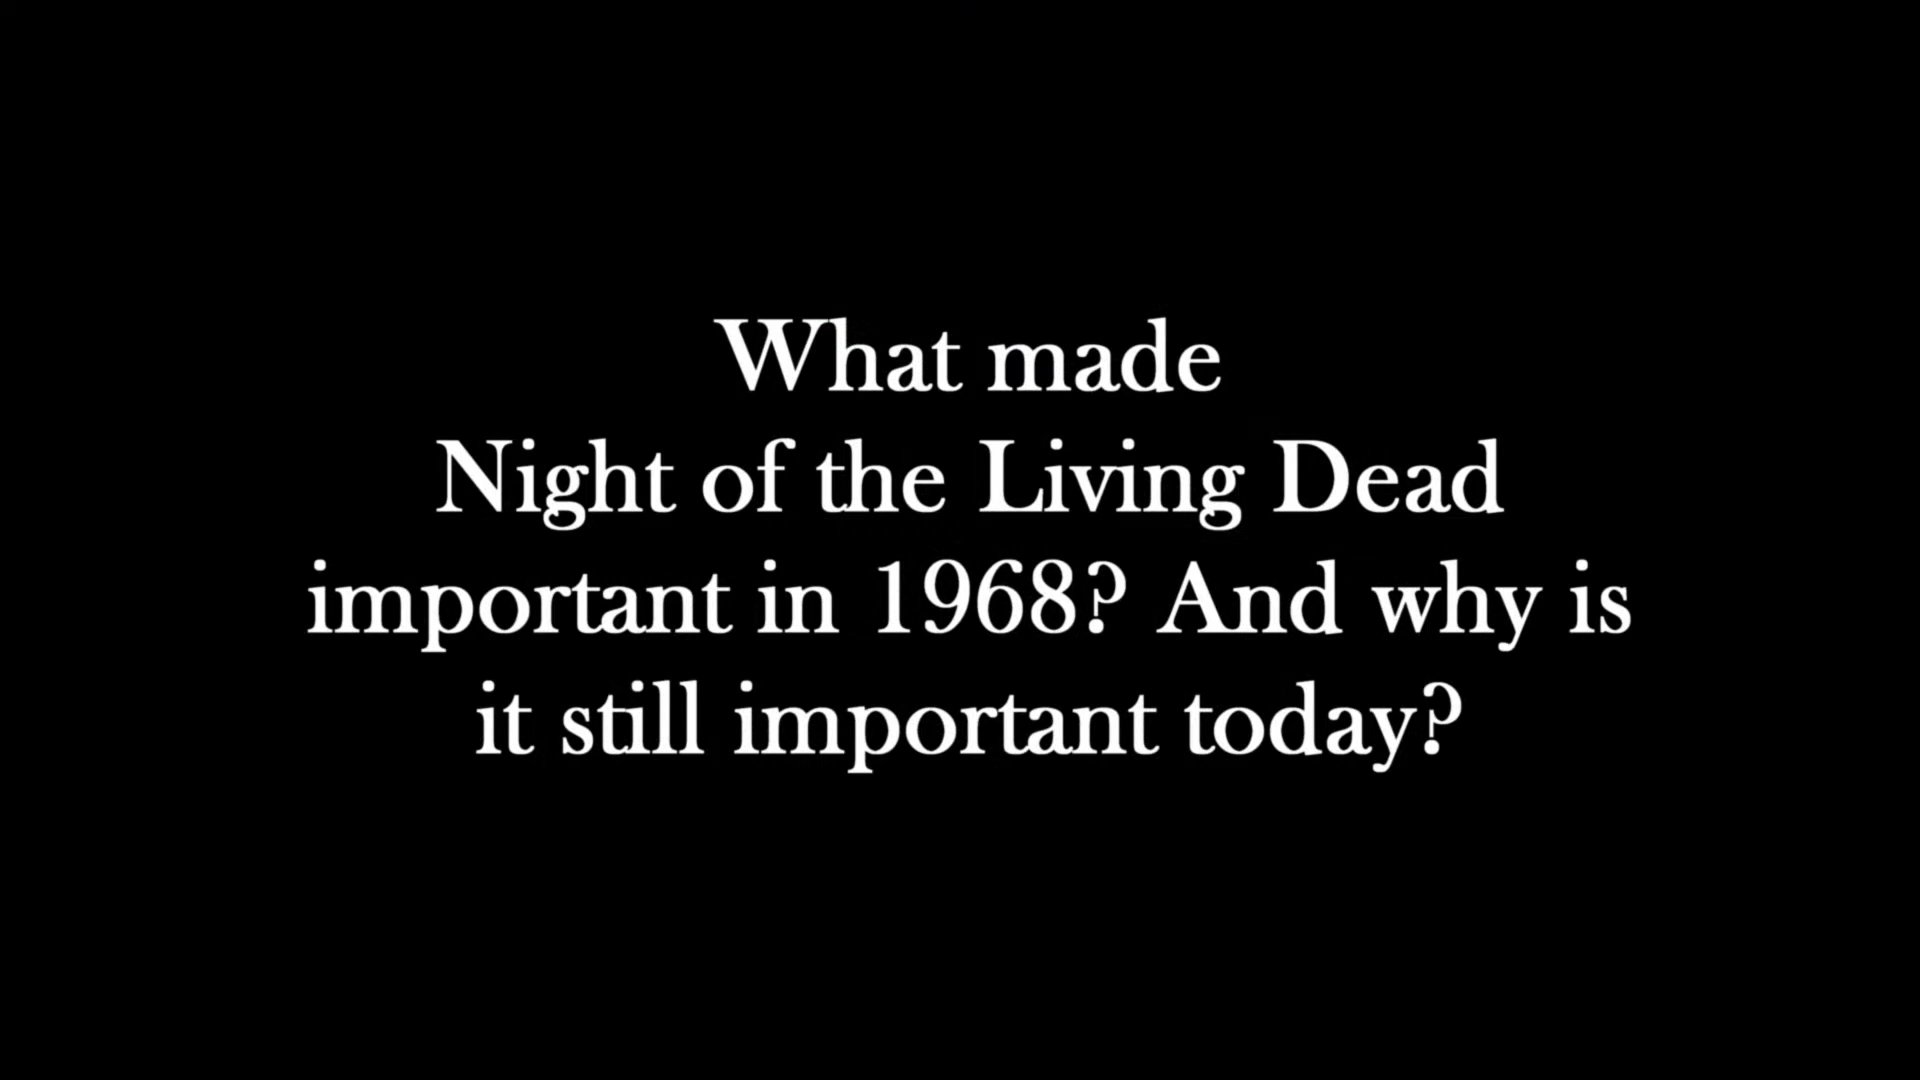 What made
Night of the Living Dead
important in 1968? And why is
it still important today?